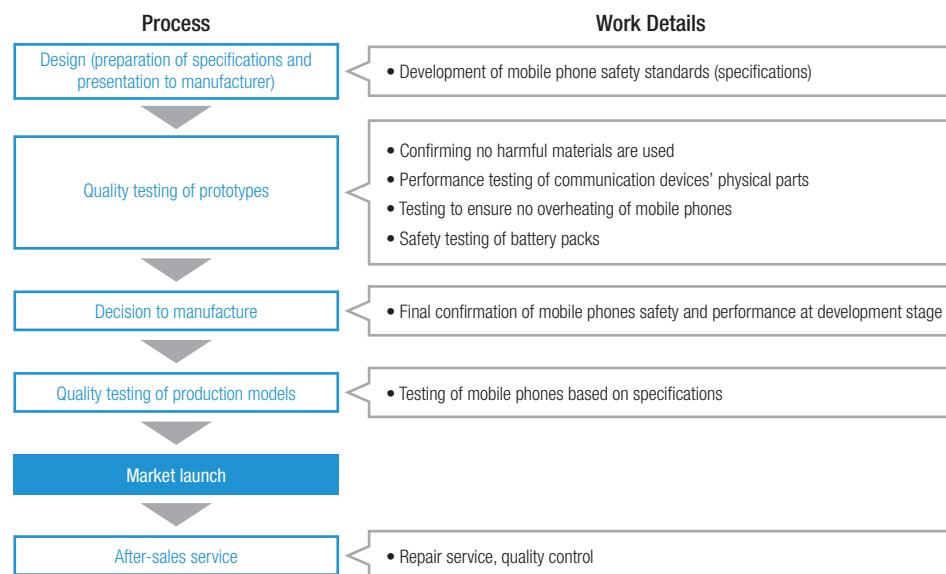 Process
Work Details
Design (preparation of specifications and
presentation to manufacturer)
• Development of mobile phone safety standards (specifications)
Quality testing of prototypes
• Confirming no harmful materials are used
• Performance testing of communication devices' physical parts
• Testing to ensure no overheating of mobile phones
• Safety testing of battery packs
Decision to manufacture
• Final confirmation of mobile phones safety and performance at development stage
Quality testing of production models
• Testing of mobile phones based on specifications
Market launch
After-sales service
• Repair service, quality control